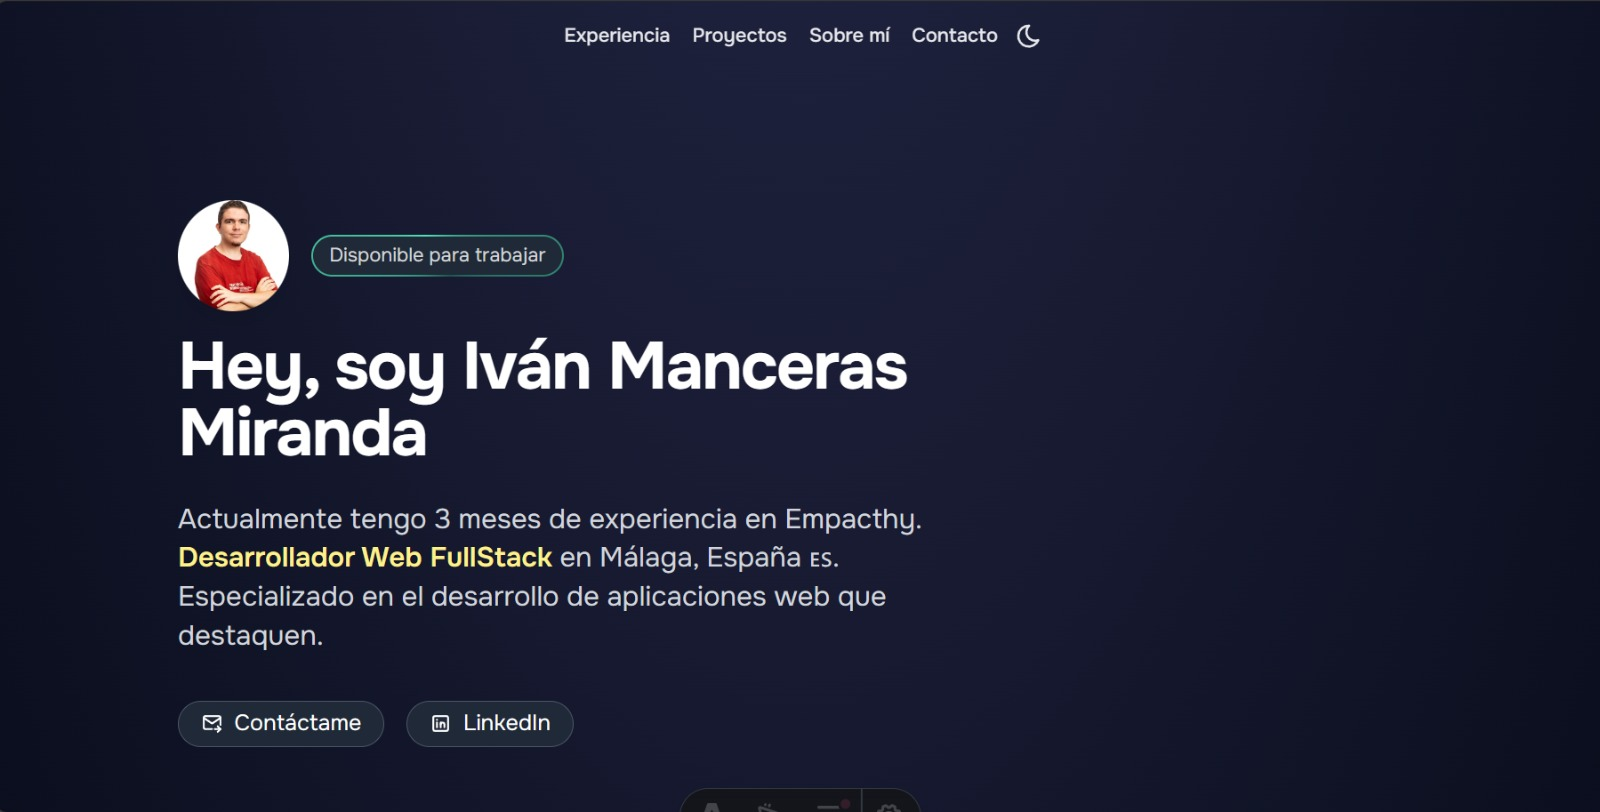 Experiencia Proyectos Sobre mí Contacto
Disponible para trabajar
Hey, soy Iván Manceras
Miranda
Actualmente tengo 3 meses de experiencia en Empacthy.
Desarrollador Web FullStack en Málaga, España ES.
Especializado en el desarrollo de aplicaciones web que
destaquen.
Contáctame LinkedIn